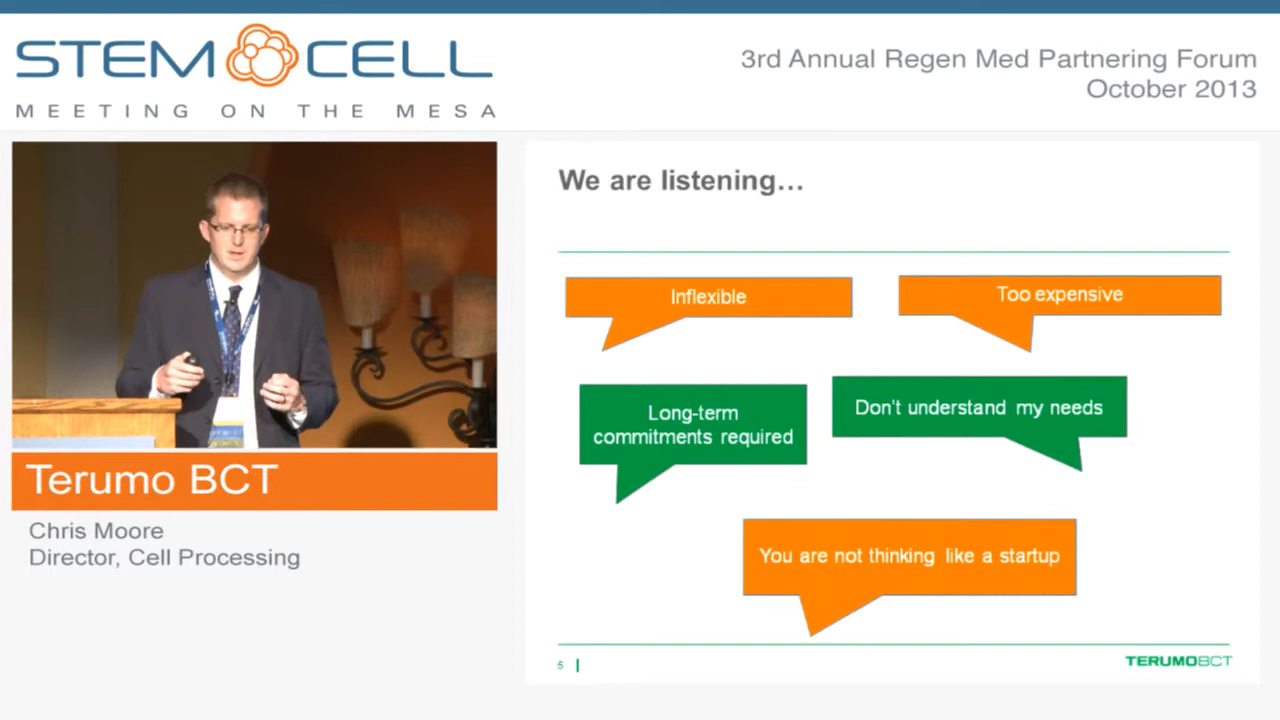 STEM CELL
MEETING ON THE MESA
3rd Annual Regen Med Partnering Forum
October 2013
We are listening…
Inflexible
Too expensive
Long-term
commitments required
Don't understand my needs
You are not thinking like a startup
5
TERUMOBCT
Terumo BCT
Chris Moore
Director, Cell Processing